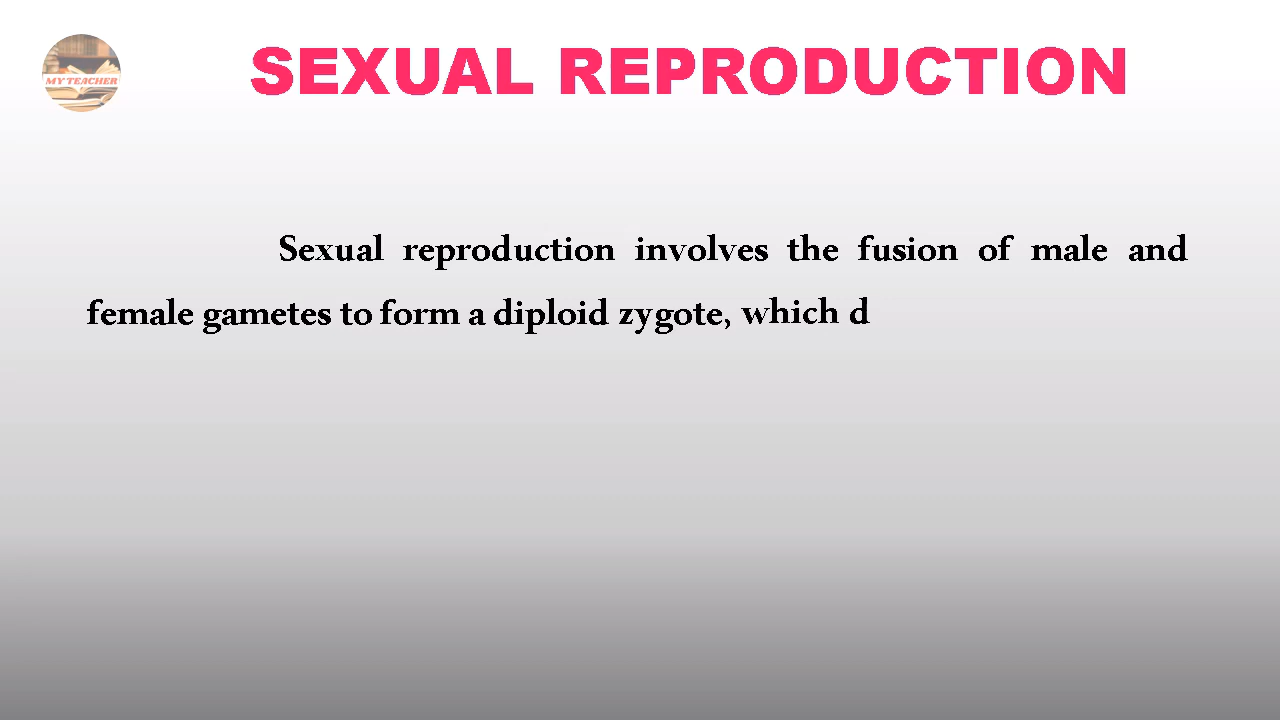 MY TEACHER
SEXUAL REPRODUCTION
Sexual reproduction involves the fusion of male and
female gametes to form a diploid zygote, which d